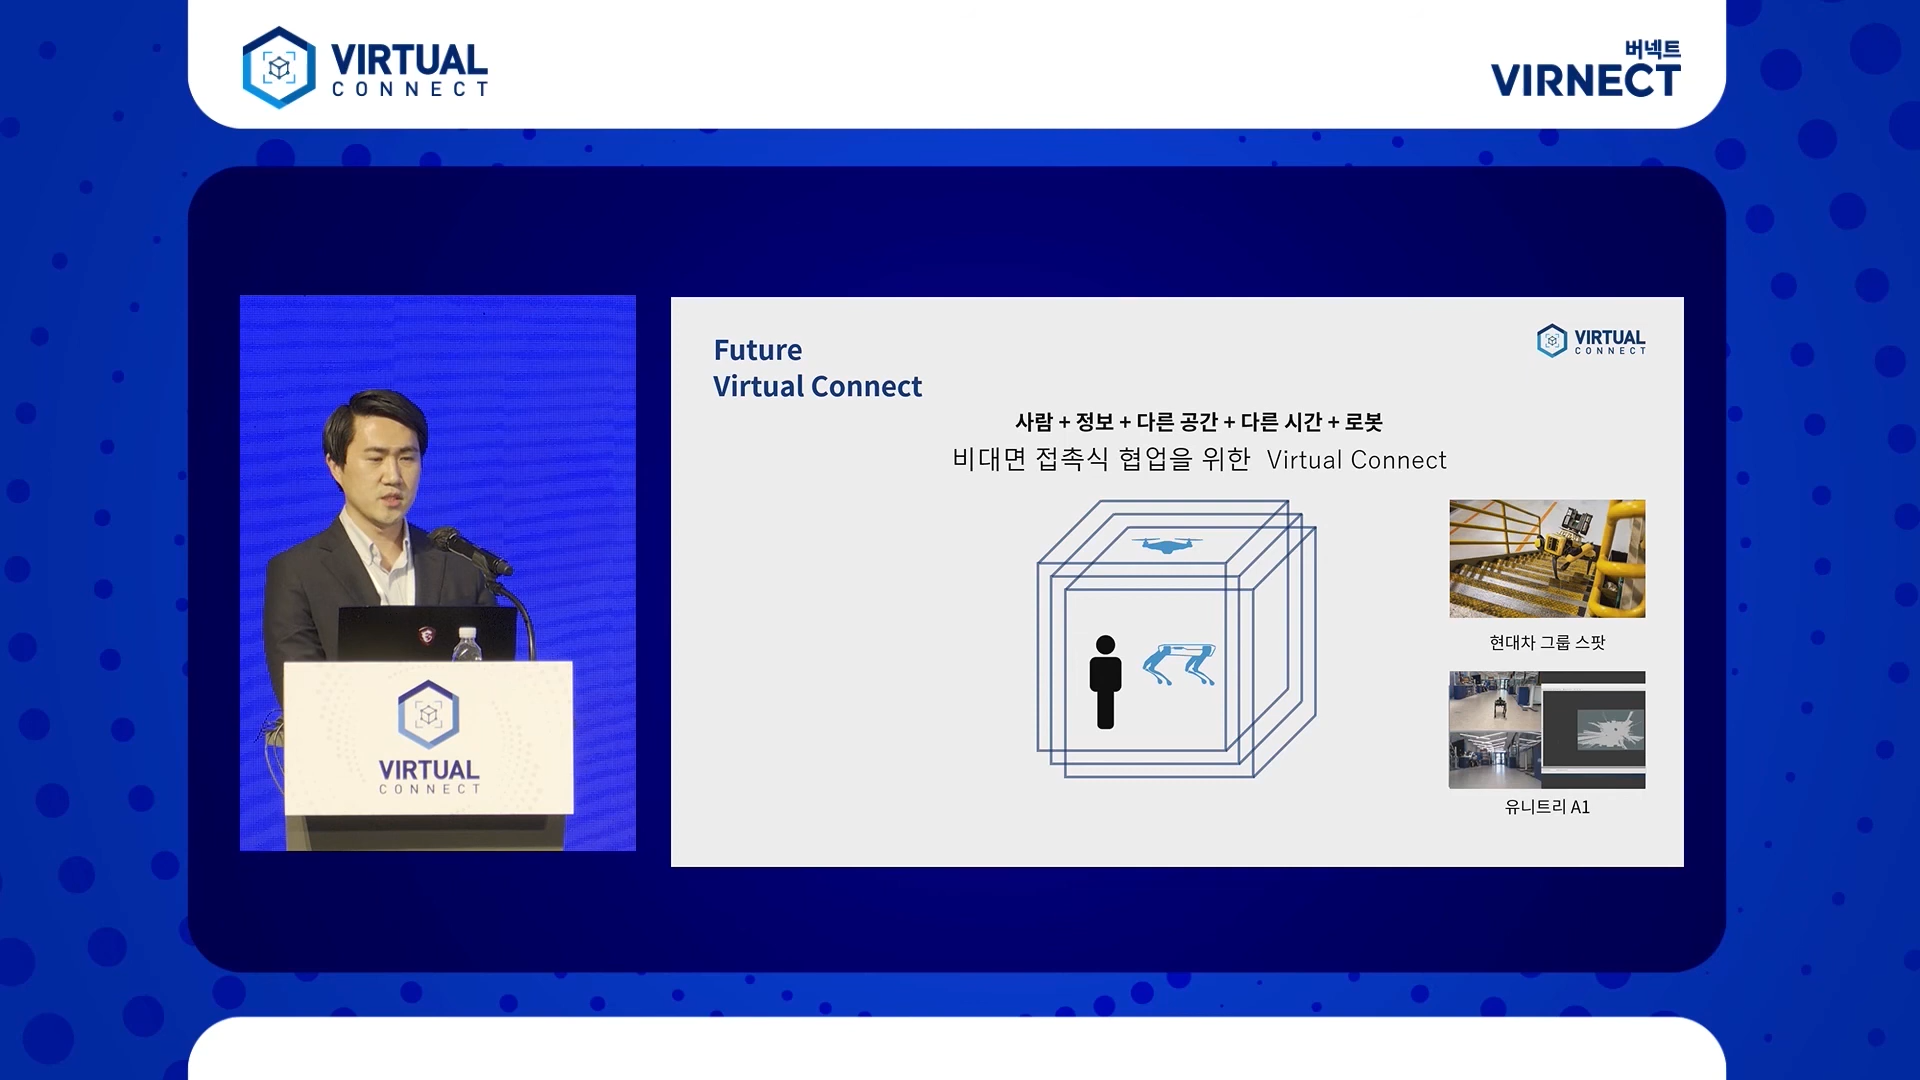 VIRTUAL
CONNECT
버넥트
VIRNECT
Future
Virtual Connect
VIRTUAL
CONNECT
사람 + 정보 + 다른 공간 + 다른 시간 + 로봇
비대면 접촉식 협업을 위한 Virtual Connect
현대차 그룹 스팟
유니트리 A1
VIRTUAL
CONNECT